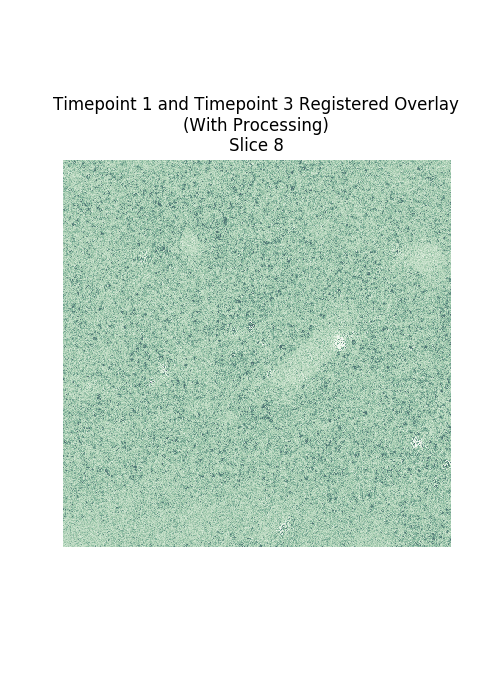 Timepoint 1 and Timepoint 3 Registered Overlay
(With Processing)
Slice 8